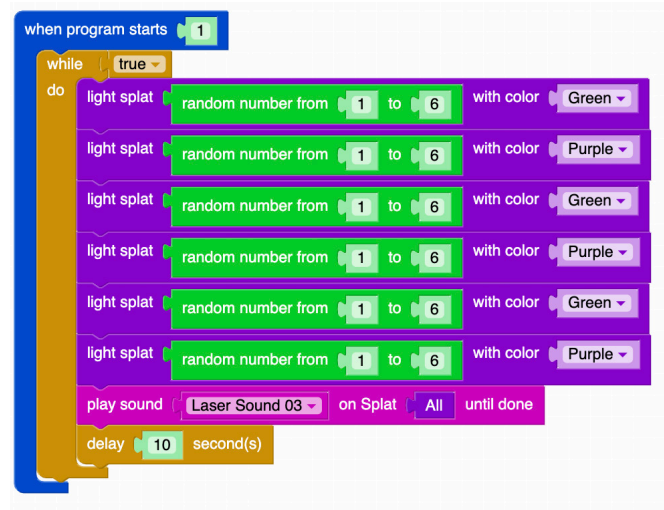 when program starts 1
while true
do
light splat random number from 1 to 6 with color Green
light splat random number from 1 to 6 with color Purple
light splat random number from 1 to 6 with color Green
light splat random number from 1 to 6 with color Purple
light splat random number from 1 to 6 with color Green
light splat random number from 1 to 6 with color Purple
play sound Laser Sound 03 on Splat All until done
delay 10 second(s)